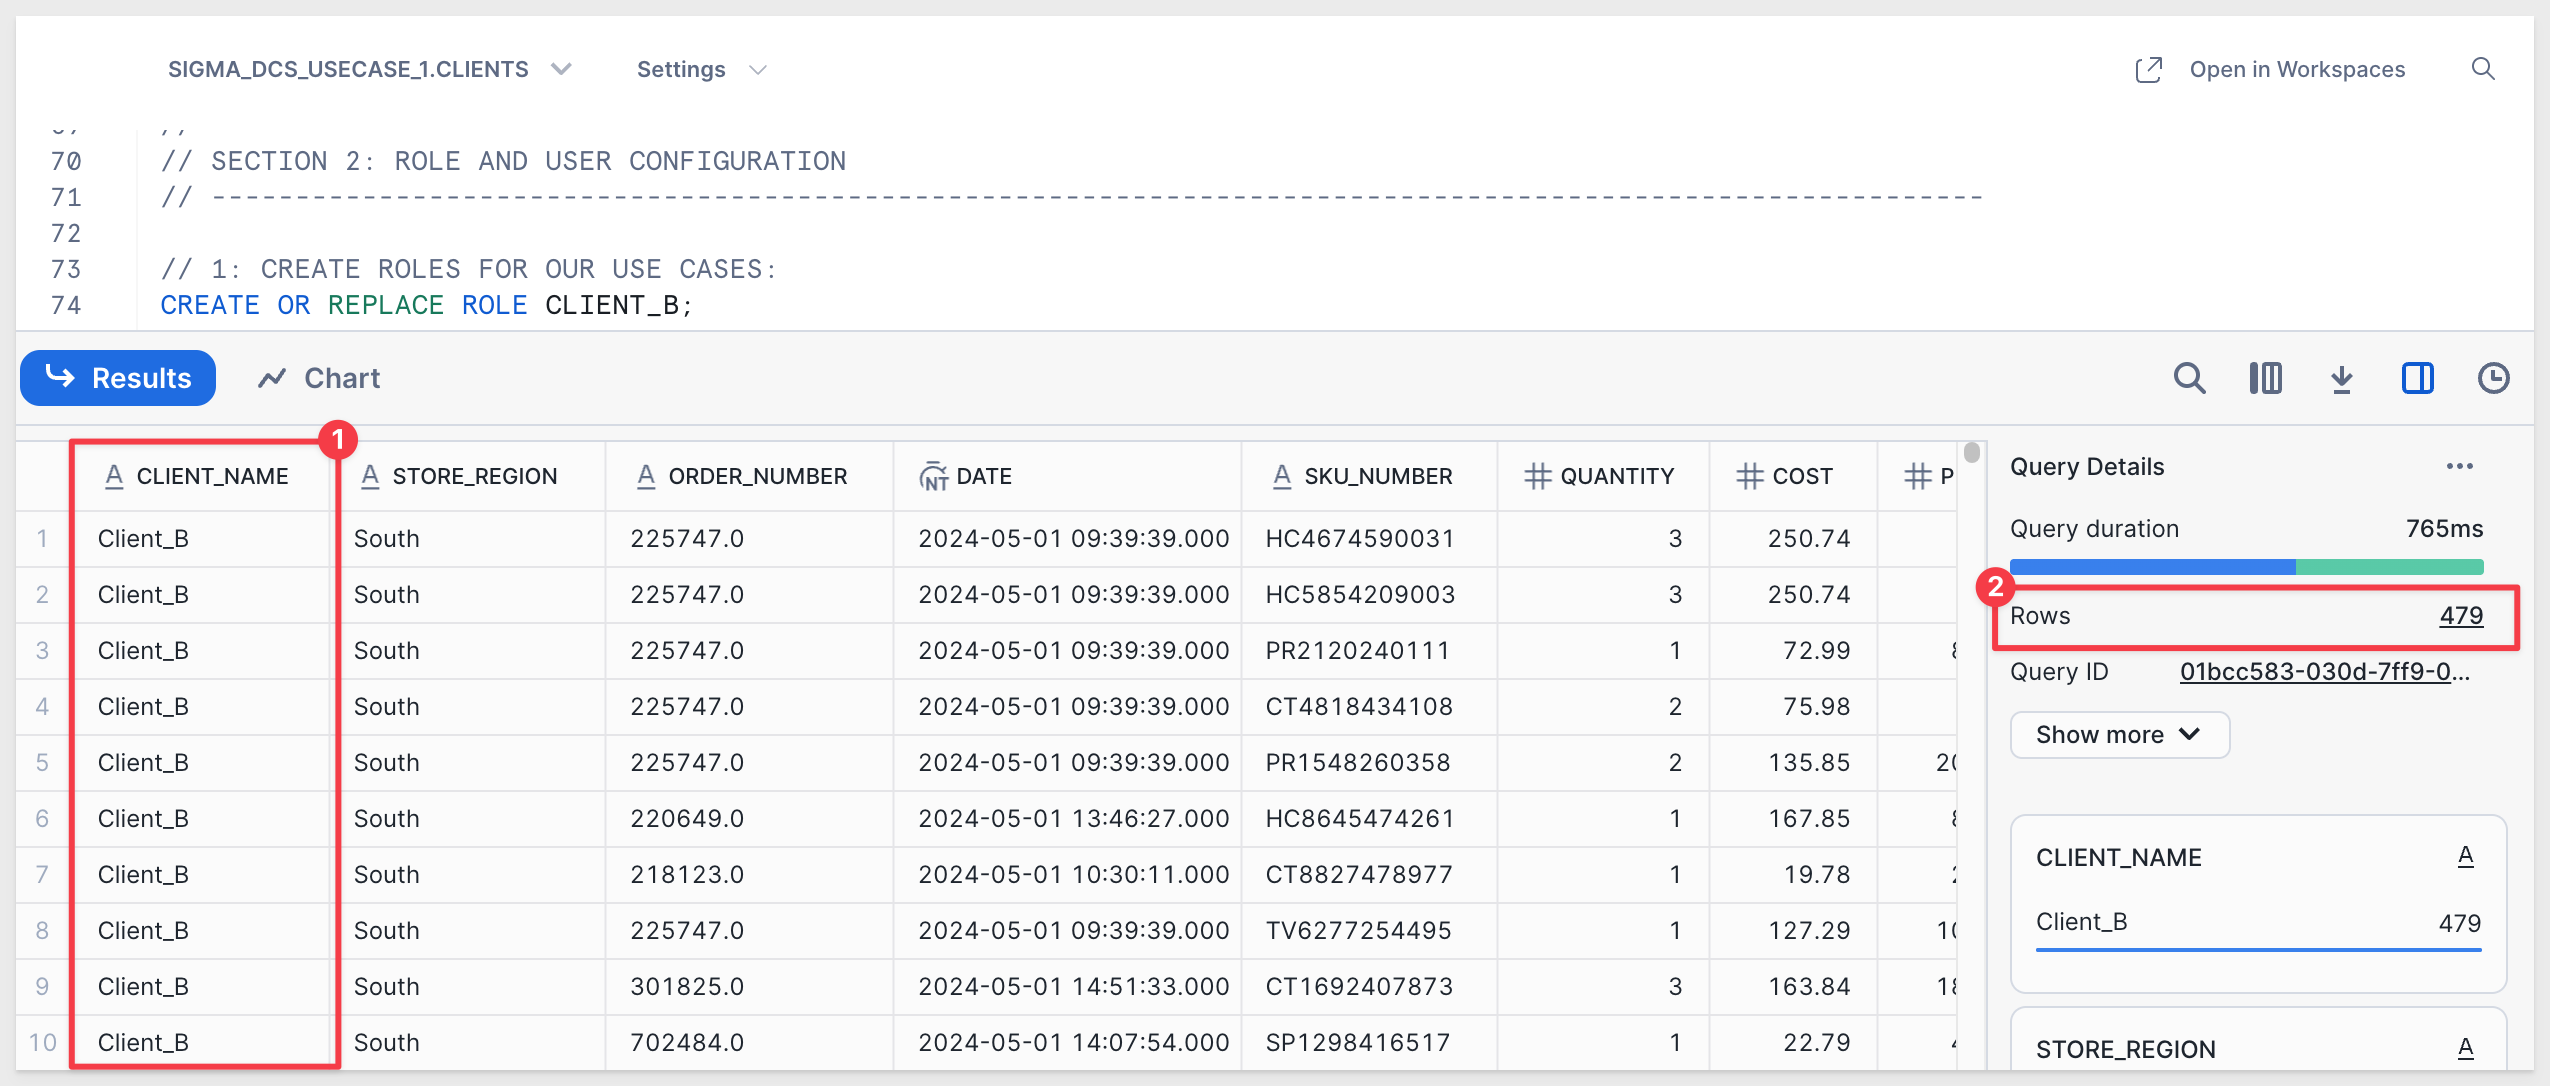 SIGMA_DCS_USECASE_1.CLIENTS Settings Open in Workspaces
70 // SECTION 2: ROLE AND USER CONFIGURATION
71 // ----------------------------------------------------------------------------------------------------------
72
73 // 1: CREATE ROLES FOR OUR USE CASES:
74 CREATE OR REPLACE ROLE CLIENT_B;
Results Chart
1
CLIENT_NAME STORE_REGION ORDER_NUMBER DATE SKU_NUMBER QUANTITY COST P
1 Client_B South 225747.0 2024-05-01 09:39:39.000 HC4674590031 3 250.74
2 Client_B South 225747.0 2024-05-01 09:39:39.000 HC5854209003 3 250.74
3 Client_B South 225747.0 2024-05-01 09:39:39.000 PR2120240111 1 72.99
4 Client_B South 225747.0 2024-05-01 09:39:39.000 CT4818434108 2 75.98
5 Client_B South 225747.0 2024-05-01 09:39:39.000 PR1548260358 2 135.85
6 Client_B South 220649.0 2024-05-01 13:46:27.000 HC8645474261 1 167.85
7 Client_B South 218123.0 2024-05-01 10:30:11.000 CT8827478977 1 19.78
8 Client_B South 225747.0 2024-05-01 09:39:39.000 TV6277254495 1 127.29
9 Client_B South 301825.0 2024-05-01 14:51:33.000 CT1692407873 3 163.84
10 Client_B South 702484.0 2024-05-01 14:07:54.000 SP1298416517 1 22.79
Query Details
Query duration 765ms
2
Rows 479
Query ID 01bcc583-030d-7ff9-0...
Show more
CLIENT_NAME A
Client_B 479
STORE_REGION A